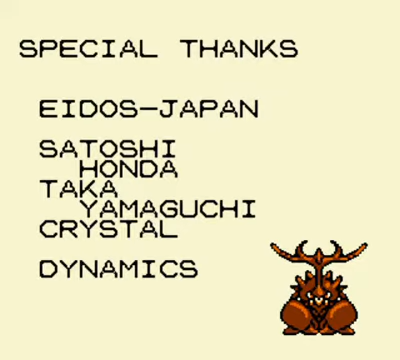 SPECIAL THANKS
EIDOS-JAPAN
SATOSHI
HONDA
TAKA
YAMAGUCHI
CRYSTAL
DYNAMICS